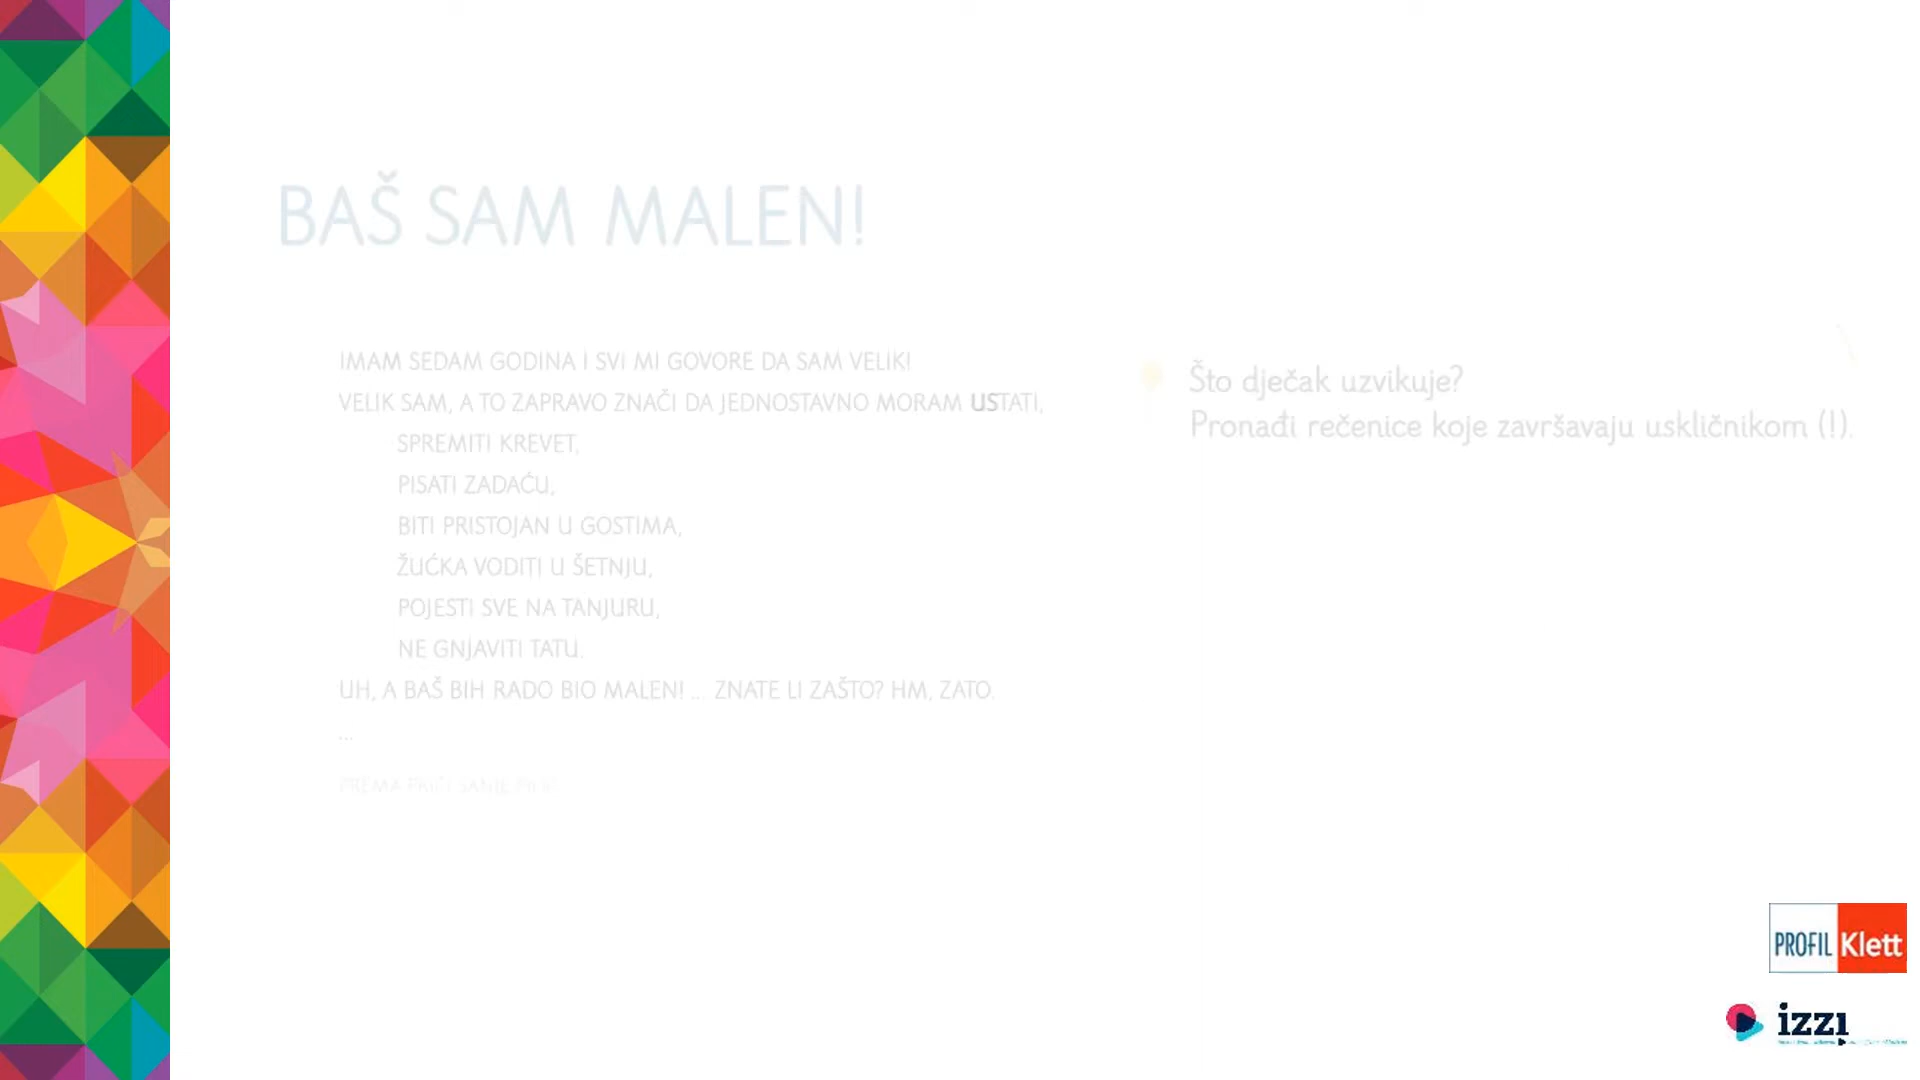 BAŠ SAM MALEN!
IMAM SEDAM GODINA I SVI MI GOVORE DA SAM VELIK!
VELIK SAM, A TO ZAPRAVO ZNAČI DA JEDNOSTAVNO MORAM USTATI,
SPREMITI KREVET,
PISATI ZADAĆU,
BITI PRISTOJAN U GOSTIMA,
ŽUĆKA VODITI U ŠETNJU,
POJESTI SVE NA TANJURU,
NE GNJAVITI TATU.
UH, A BAŠ BIH RADO BIO MALEN! ... ZNATE LI ZAŠTO? HM, ZATO.
...
PREMA PRIČI SANJE
Što dječak uzvikuje?
Pronađi rečenice koje završavaju uskličnikom (!).
PROFIL Klett
izzi